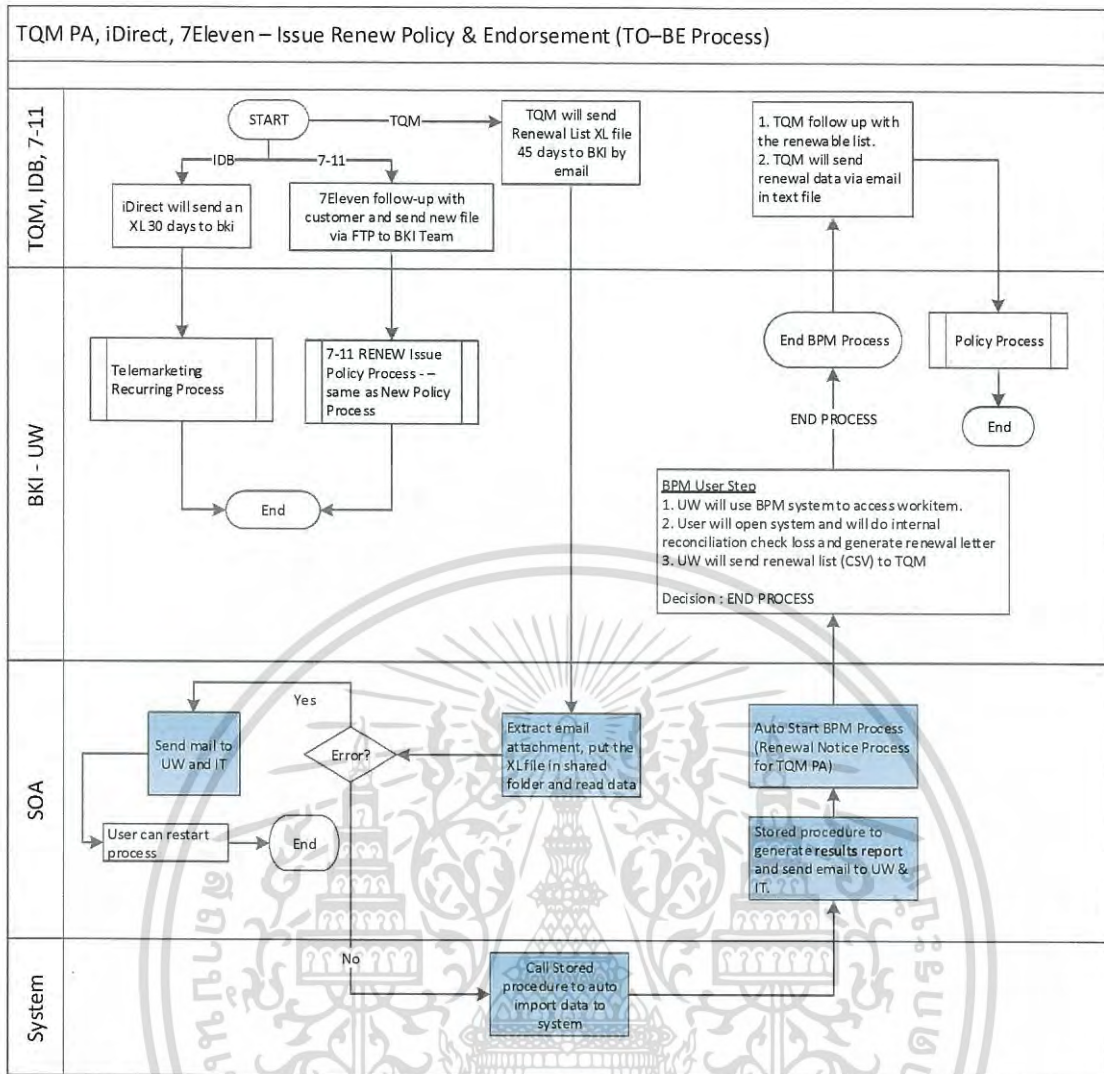 TQM PA, iDirect, 7Eleven – Issue Renew Policy & Endorsement (TO–BE Process)
TQM, IDB, 7-11
START
TQM
IDB
7-11
TQM will send
Renewal List XL file
45 days to BKI by
email
1. TQM follow up with
the renewable list.
2. TQM will send
renewal data via email
in text file
iDirect will send an
XL 30 days to bki
7Eleven follow-up with
customer and send new file
via FTP to BKI Team
BKI - UW
Telemarketing
Recurring Process
7-11 RENEW Issue
Policy Process - –
same as New Policy
Process
End
End BPM Process
Policy Process
End
END PROCESS
BPM User Step
1. UW will use BPM system to access workitem.
2. User will open system and will do internal
reconciliation check loss and generate renewal letter
3. UW will send renewal list (CSV) to TQM
Decision : END PROCESS
SOA
Yes
Send mail to
UW and IT
Error?
Extract email
attachment, put the
XL file in shared
folder and read data
Auto Start BPM Process
(Renewal Notice Process
for TQM PA)
User can restart
process
End
Stored procedure to
generate results report
and send email to UW &
IT.
System
No
Call Stored
procedure to auto
import data to
system